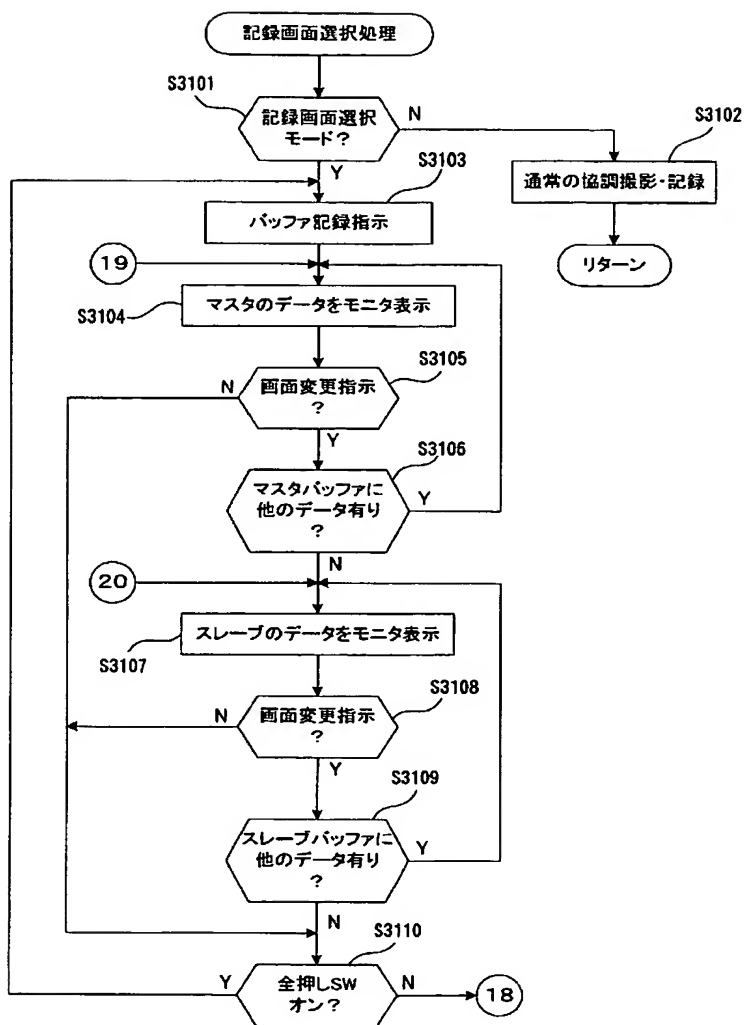 記録画面選択処理
S3101
記録画面選択
モード?
N
S3102
Y
S3103
通常の協調撮影・記録
バッファ記録指示
リターン
19
マスタのデータをモニタ表示
S3104
S3105
N
画面変更指示
?
Y
S3106
マスタバッファに
他のデータ有り
?
Y
N
20
スレーブのデータをモニタ表示
S3107
S3108
N
画面変更指示
?
Y
S3109
スレーブバッファに
他のデータ有り
?
Y
N
S3110
Y
全押しSW
オン?
N
18